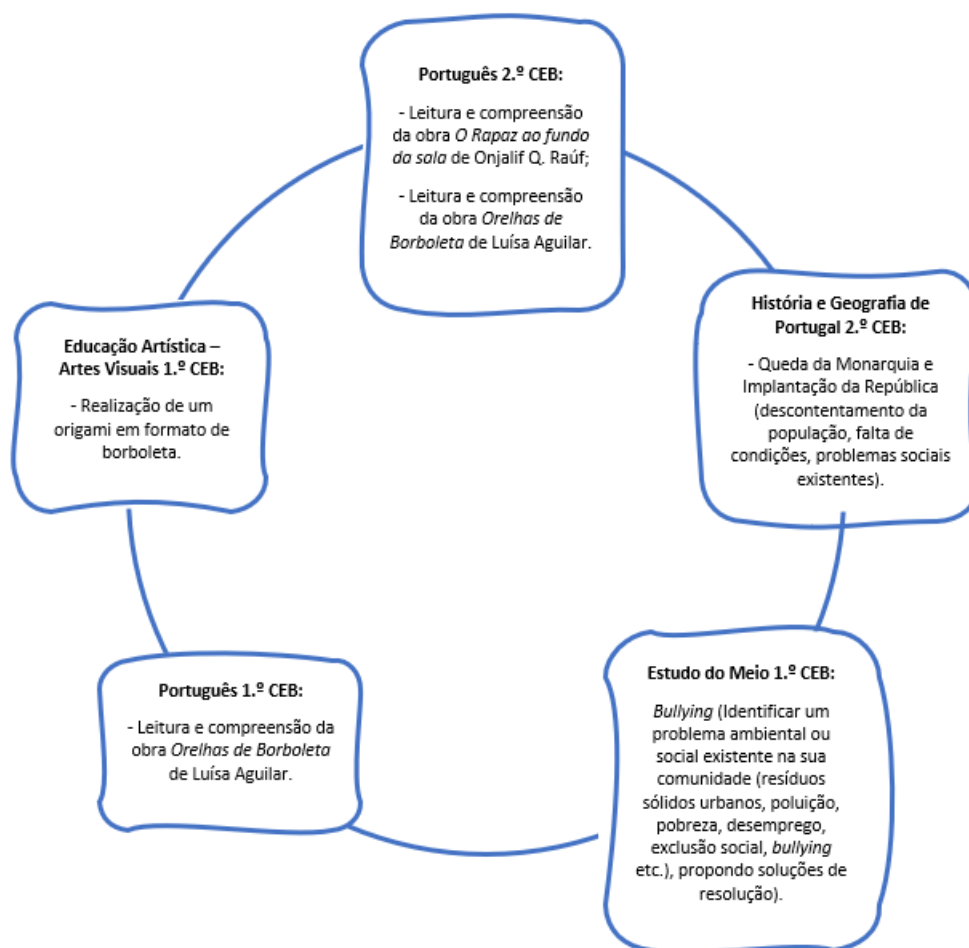 Português 2.º CEB:
- Leitura e compreensão
da obra O Rapaz ao fundo
da sala de Onjalif Q. Raúf;
- Leitura e compreensão
da obra Orelhas de
Borboleta de Luísa Aguilar.
História e Geografia de
Portugal 2.º CEB:
- Queda da Monarquia e
Implantação da República
(descontentamento da
população, falta de
condições, problemas sociais
existentes).
Estudo do Meio 1.º CEB:
Bullying (Identificar um
problema ambiental ou
social existente na sua
comunidade (resíduos
sólidos urbanos, poluição,
pobreza, desemprego,
exclusão social, bullying
etc.), propondo soluções de
resolução).
Português 1.º CEB:
- Leitura e compreensão da
obra Orelhas de Borboleta
de Luísa Aguilar.
Educação Artística –
Artes Visuais 1.º CEB:
- Realização de um
origami em formato de
borboleta.